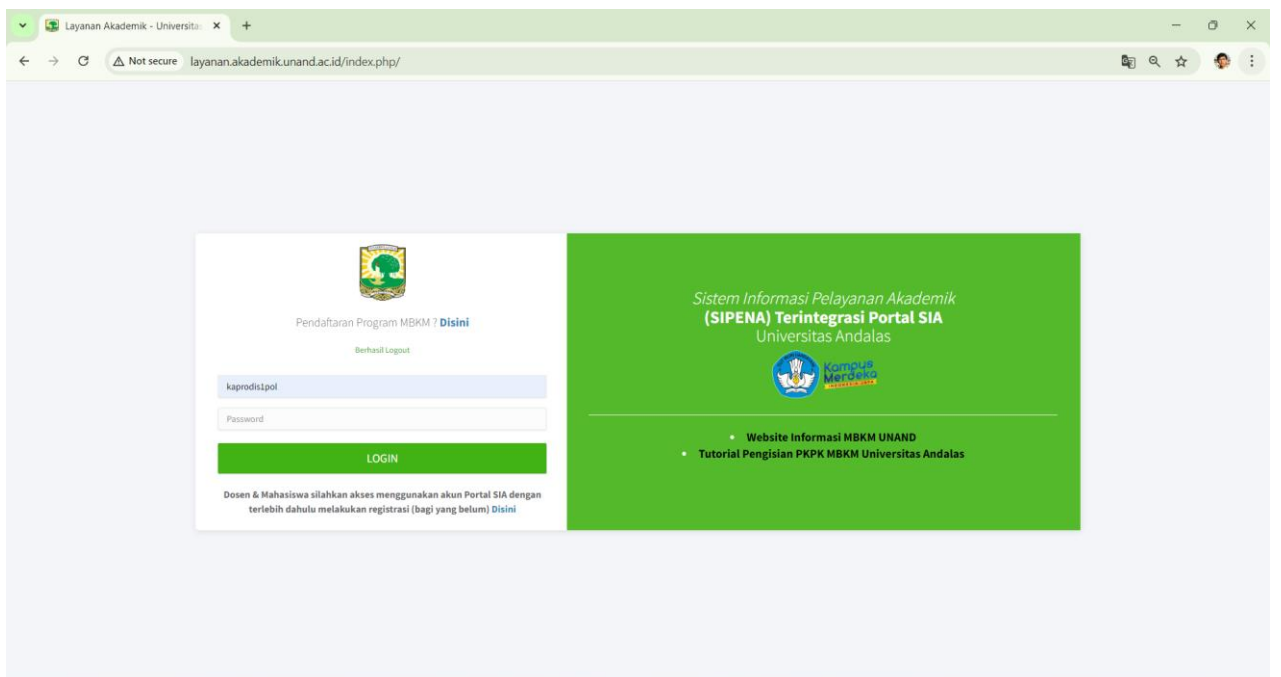 Layanan Akademik - Universita
Not secure
layanan.akademik.unand.ac.id/index.php/
Pendaftaran Program MBKM ? Disini
Berhasil Logout
kaprodis1pol
Password
LOGIN
Dosen & Mahasiswa silahkan akses menggunakan akun Portal SIA dengan
terlebih dahulu melakukan registrasi (bagi yang belum) Disini
Sistem Informasi Pelayanan Akademik
(SIPENA) Terintegrasi Portal SIA
Universitas Andalas
Kampus
Merdeka
• Website Informasi MBKM UNAND
• Tutorial Pengisian PKPK MBKM Universitas Andalas